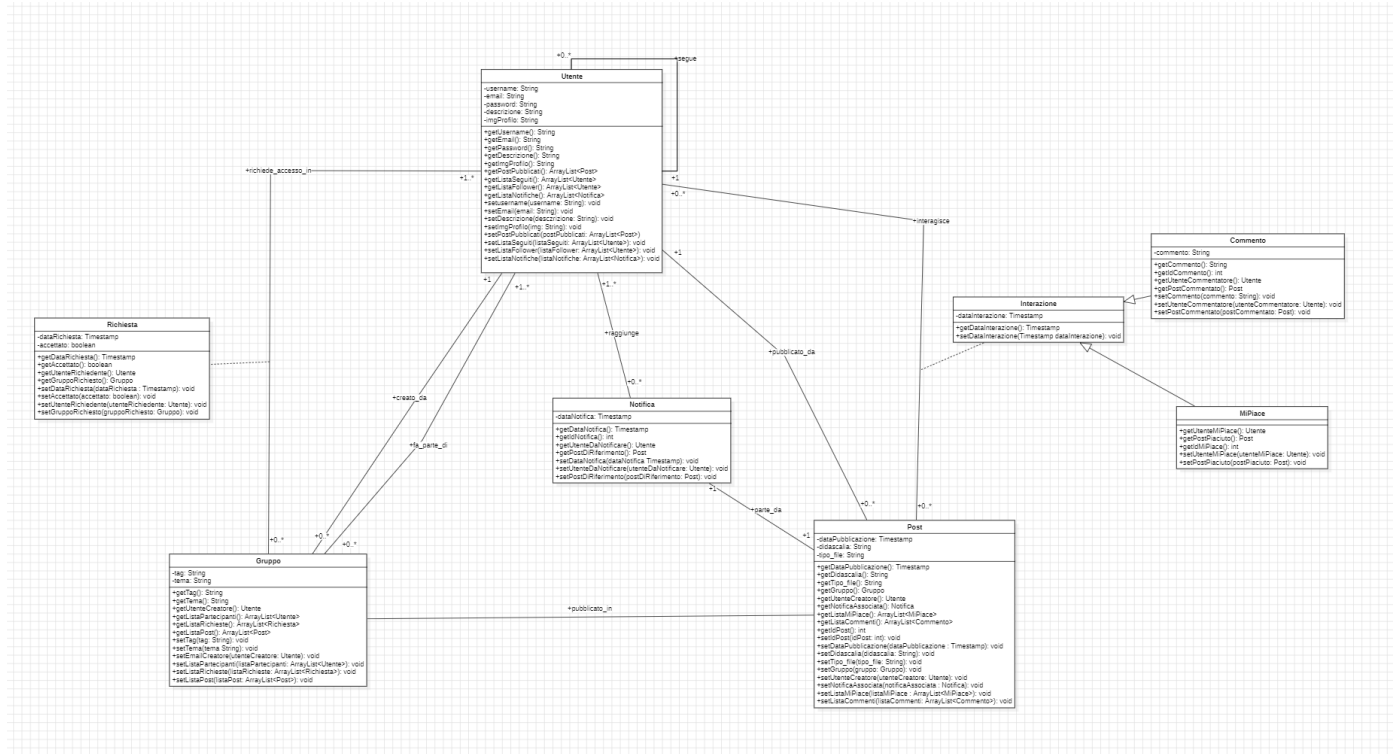 +0..*
+segue
Utente
-username: String
-email: String
-password: String
-descrizione: String
-imgProfilo: String
+getUsername(): String
+getEmail(): String
+getPassword(): String
+getDescrizione(): String
+getImgProfilo(): String
+getPostPubblicati(): ArrayList<Post>
+getListaSeguiti(): ArrayList<Utente>
+getListaFollower(): ArrayList<Utente>
+getListaNotifiche(): ArrayList<Notifica>
+setusername(username: String): void
+setEmail(email: String): void
+setDescrizione(desczrizione: String): void
+setImgProfilo(img: String): void
+setPostPubblicati(postPubblicati: ArrayList<Post>)
+setListaSeguiti(listaSeguiti: ArrayList<Utente>): void
+setListaFollower(listaFollower: ArrayList<Utente>): void
+setListaNotifiche(listaNotifiche: ArrayList<Notifica>): void
+richiede_accesso_in
+1..*
+1
+0..*
+interagisce
Commento
-commento: String
+getCommento(): String
+getIdCommento(): int
+getUtenteCommentatore(): Utente
+getPostCommentato(): Post
+setCommento(commento: String): void
+setUtenteCommentatore(utenteCommentatore: Utente): void
+setPostCommentato(postCommentato: Post): void
+1
+1
+1..*
+1..*
Interazione
-dataInterazione: Timestamp
+getDataInterazione(): Timestamp
+setDataInterazione(Timestamp dataInterazione): void
Richiesta
-dataRichiesta: Timestamp
-accettato: boolean
+getDataRichiesta(): Timestamp
+getAccettato(): boolean
+getUtenteRichiedente(): Utente
+getGruppoRichiesto(): Gruppo
+setDataRichiesta(dataRichiesta : Timestamp): void
+setAccettato(accettato: boolean): void
+setUtenteRichiedente(utenteRichiedente: Utente): void
+setGruppoRichiesto(gruppoRichiesto: Gruppo): void
+raggiunge
+pubblicato_da
+0..*
+creato_da
+fa_parte_di
Notifica
-dataNotifica: Timestamp
+getDataNotifica(): Timestamp
+getIdNotifica(): int
+getUtenteDaNotificare(): Utente
+getPostDiRiferimento(): Post
+setDataNotifica(dataNotifica Timestamp): void
+setUtenteDaNotificare(utenteDaNotificare: Utente): void
+setPostDiRiferimento(postDiRiferimento: Post): void
MiPiace
+getUtenteMiPiace(): Utente
+getPostPiaciuto(): Post
+getIdMiPiace(): int
+setUtenteMiPiace(utenteMiPiace: Utente): void
+setPostPiaciuto(postPiaciuto: Post): void
+1
+parte_da
+1
+0..*
+0..*
+0..*
+0..*
+0..*
Gruppo
-tag: String
-tema: String
+getTag(): String
+getTema(): String
+getUtenteCreatore(): Utente
+getListaPartecipanti(): ArrayList<Utente>
+getListaRichieste(): ArrayList<Richiesta>
+getListaPost(): ArrayList<Post>
+setTag(tag: String): void
+setTema(tema String): void
+setEmailCreatore(utenteCreatore: Utente): void
+setListaPartecipanti(listaPartecipanti: ArrayList<Utente>): void
+setListaRichieste(listaRichieste: ArrayList<Richiesta>): void
+setListaPost(listaPost: ArrayList<Post>): void
+pubblicato_in
Post
-dataPubblicazione: Timestamp
-didascalia: String
-tipo_file: String
+getDataPubblicazione(): Timestamp
+getDidascalia(): String
+getTipo_file(): String
+getGruppo(): Gruppo
+getUtenteCreatore(): Utente
+getNotificaAssociata(): Notifica
+getListaMiPiace(): ArrayList<MiPiace>
+getListaCommenti(): ArrayList<Commento>
+getIdPost(): int
+setIdPost(idPost: int): void
+setDataPubblicazione(dataPubblicazione : Timestamp): void
+setDidascalia(didascalia: String): void
+setTipo_file(tipo_file: String): void
+setGruppo(gruppo: Gruppo): void
+setUtenteCreatore(utenteCreatore: Utente): void
+setNotificaAssociata(notificaAssociata : Notifica): void
+setListaMiPiace(listaMiPiace : ArrayList<MiPiace>): void
+setListaCommenti(listaCommenti: ArrayList<Commento>): void